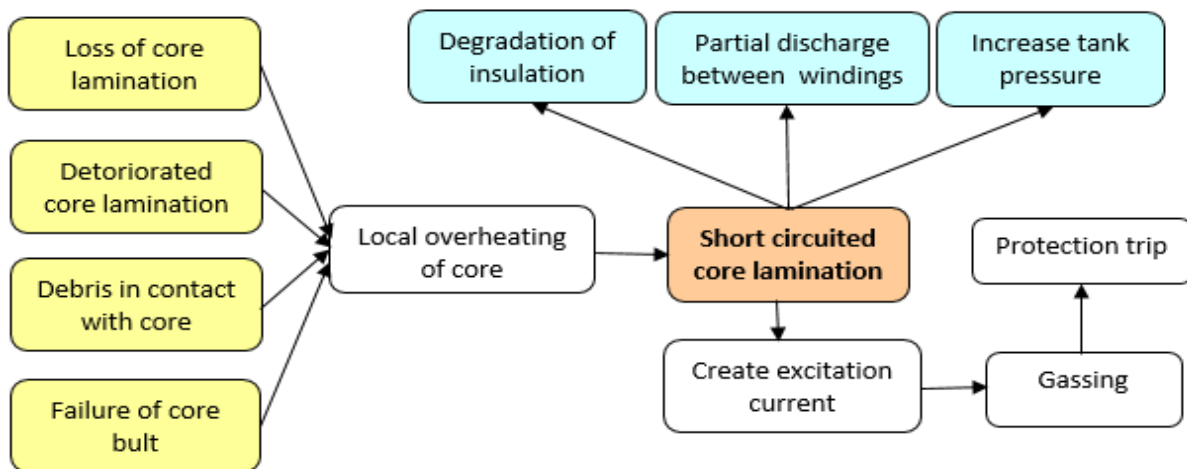 Loss of core
lamination
Detoriorated
core lamination
Debris in contact
with core
Failure of core
bult
Local overheating
of core
Degradation of
insulation
Partial discharge
between windings
Increase tank
pressure
Short circuited
core lamination
Create excitation
current
Gassing
Protection trip